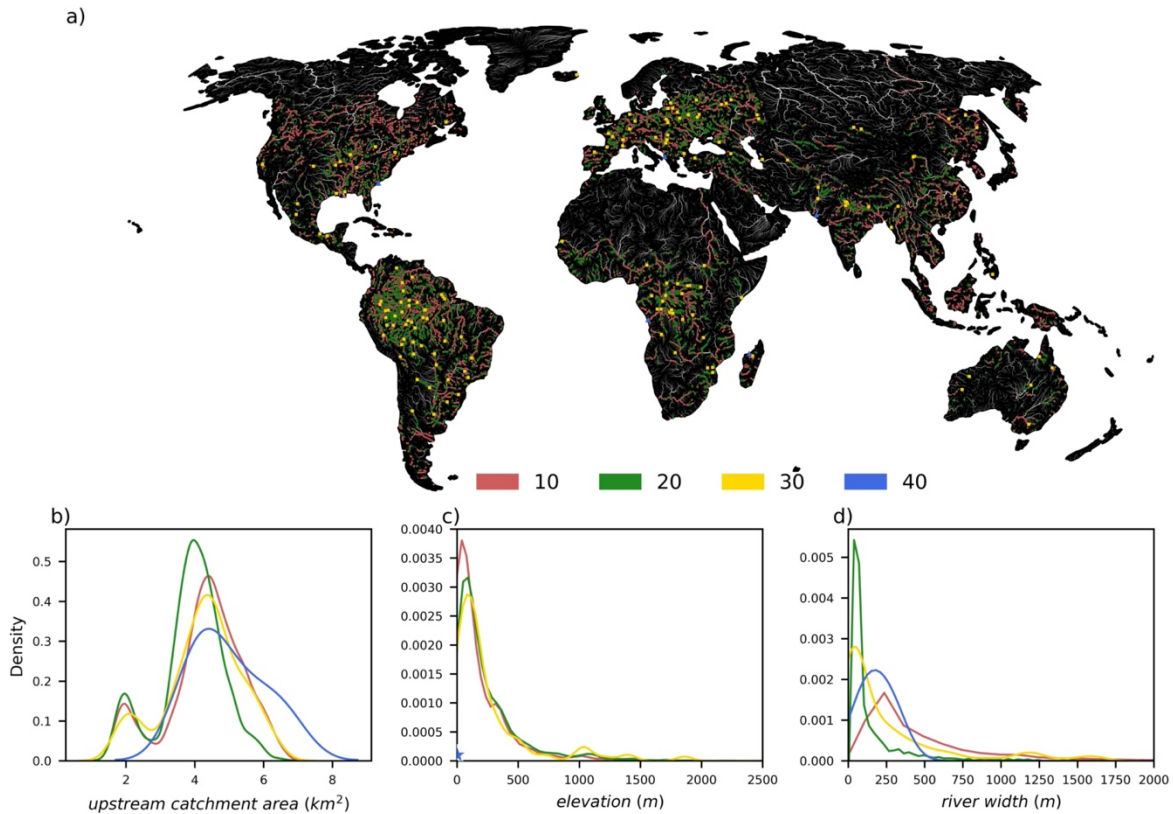 a)
10 20 30 40
b) c) d)
Density
0.5
0.4
0.3
0.2
0.1
0.0
2 4 6 8
upstream catchment area (km²)
0.0040
0.0035
0.0030
0.0025
0.0020
0.0015
0.0010
0.0005
0.0000
0 500 1000 1500 2000 2500
elevation (m)
0.005
0.004
0.003
0.002
0.001
0.000
0 250 500 750 1000 1250 1500 1750 2000
river width (m)